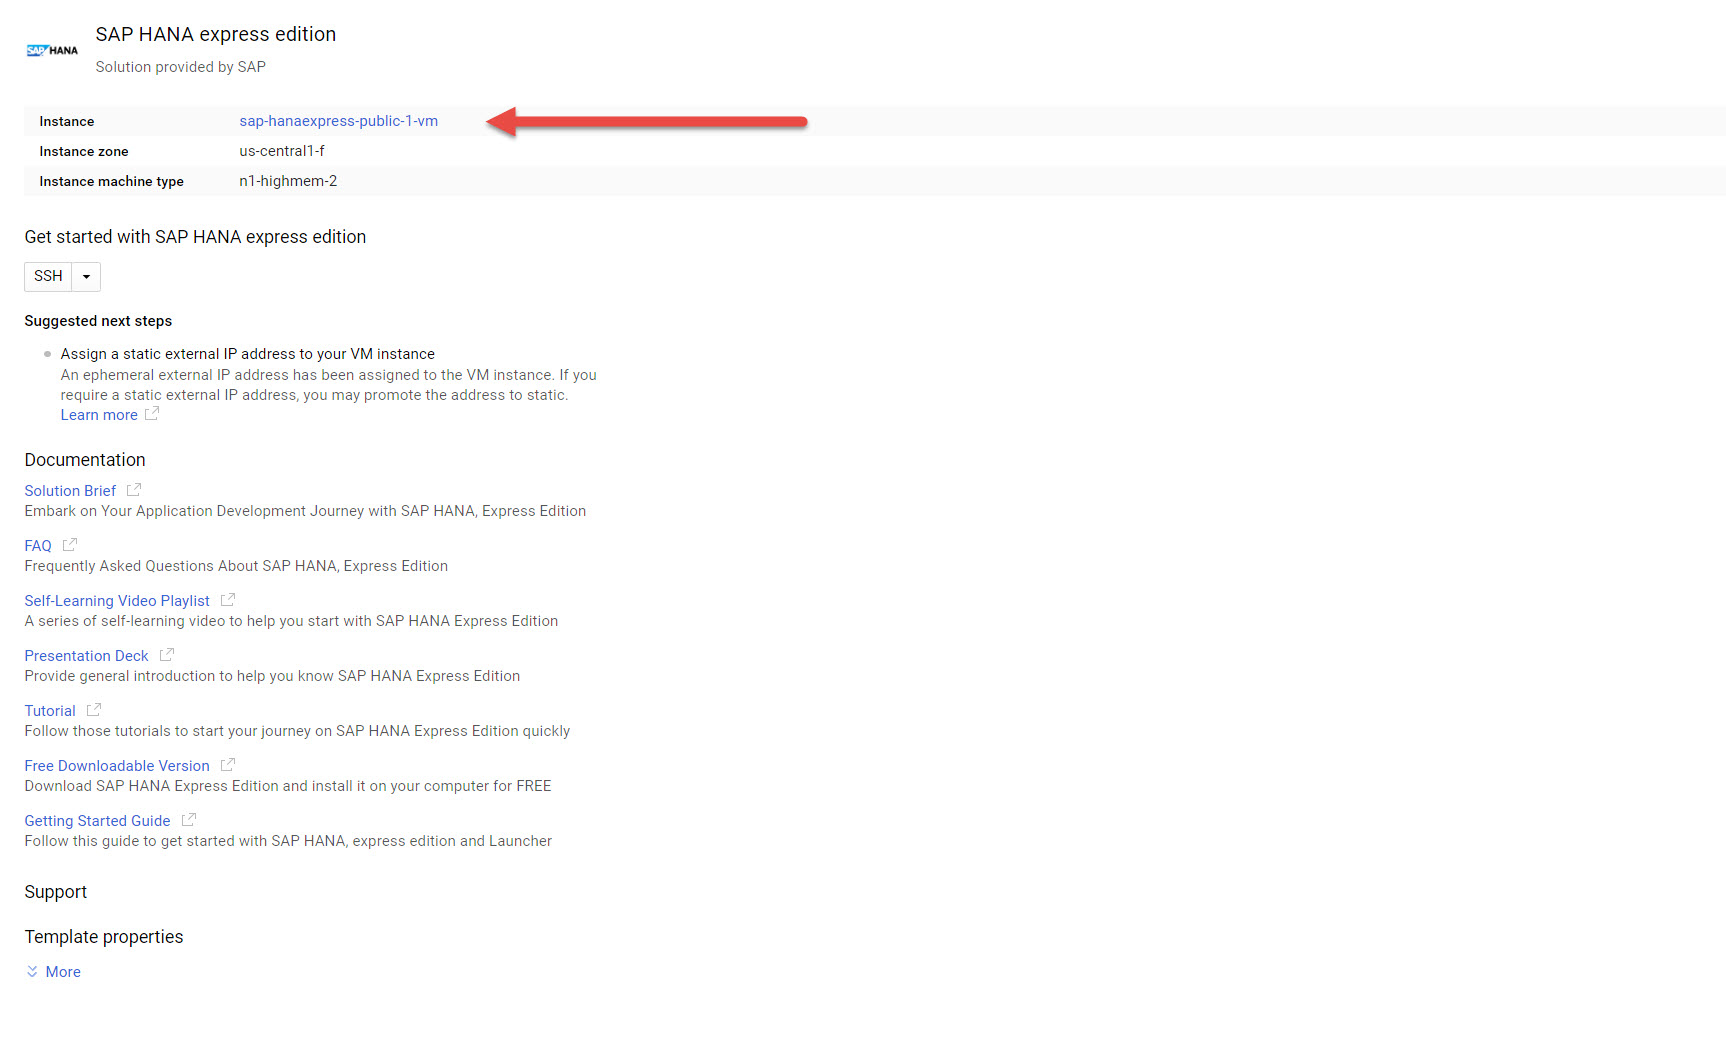 SAP HANA express edition
SAP HANA
Solution provided by SAP
Instance sap-hanaexpress-public-1-vm
Instance zone us-central1-f
Instance machine type n1-highmem-2
Get started with SAP HANA express edition
SSH
Suggested next steps
Assign a static external IP address to your VM instance
An ephemeral external IP address has been assigned to the VM instance. If you
require a static external IP address, you may promote the address to static.
Learn more
Documentation
Solution Brief
Embark on Your Application Development Journey with SAP HANA, Express Edition
FAQ
Frequently Asked Questions About SAP HANA, Express Edition
Self-Learning Video Playlist
A series of self-learning video to help you start with SAP HANA Express Edition
Presentation Deck
Provide general introduction to help you know SAP HANA Express Edition
Tutorial
Follow those tutorials to start your journey on SAP HANA Express Edition quickly
Free Downloadable Version
Download SAP HANA Express Edition and install it on your computer for FREE
Getting Started Guide
Follow this guide to get started with SAP HANA, express edition and Launcher
Support
Template properties
More